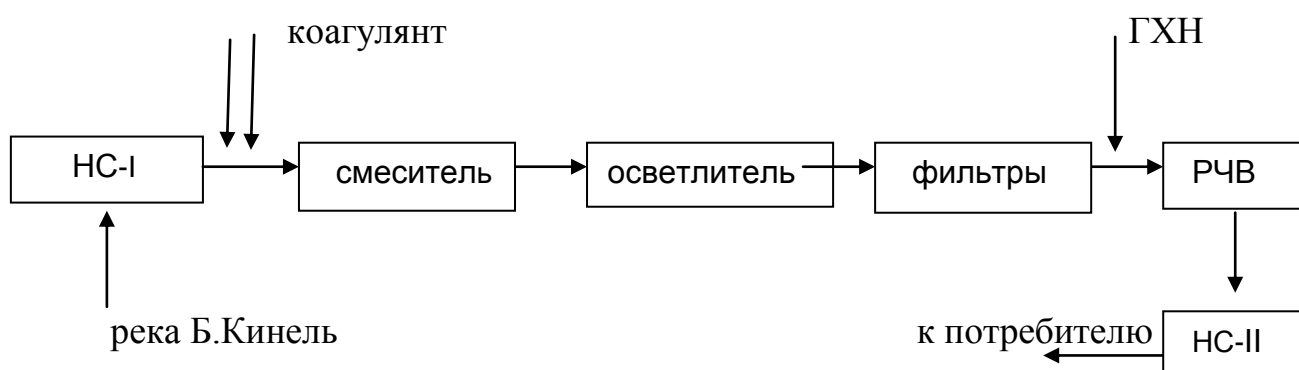 коагулянт
ГХН
НС-I
смеситель
осветлитель
фильтры
РЧВ
река Б.Кинель
к потребителю
НС-II